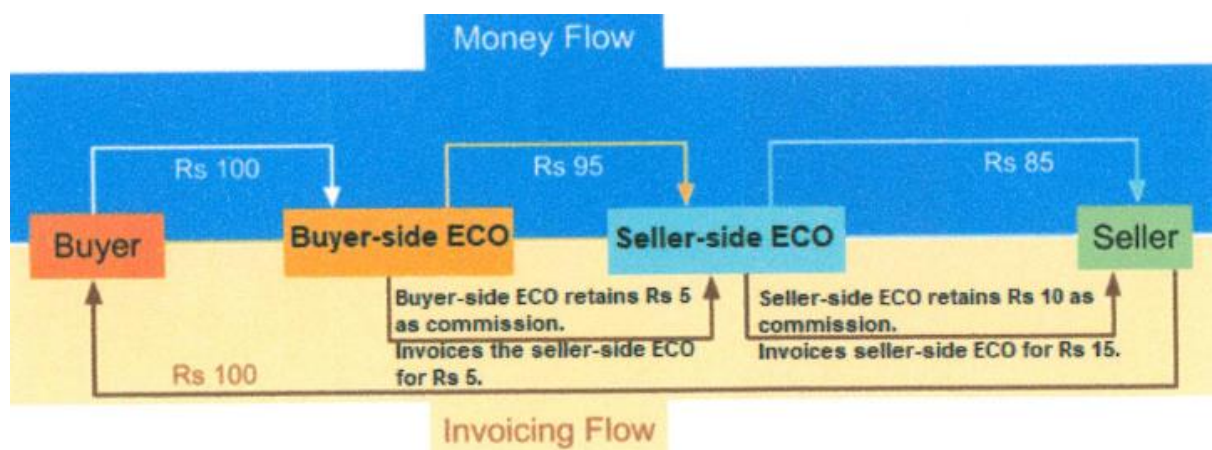 Money Flow
Rs 100
Rs 95
Rs 85
Buyer
Buyer-side ECO
Seller-side ECO
Seller
Buyer-side ECO retains Rs 5
as commission.
Invoices the seller-side ECO
for Rs 5.
Seller-side ECO retains Rs 10 as
commission.
Invoices seller-side ECO for Rs 15.
Rs 100
Invoicing Flow